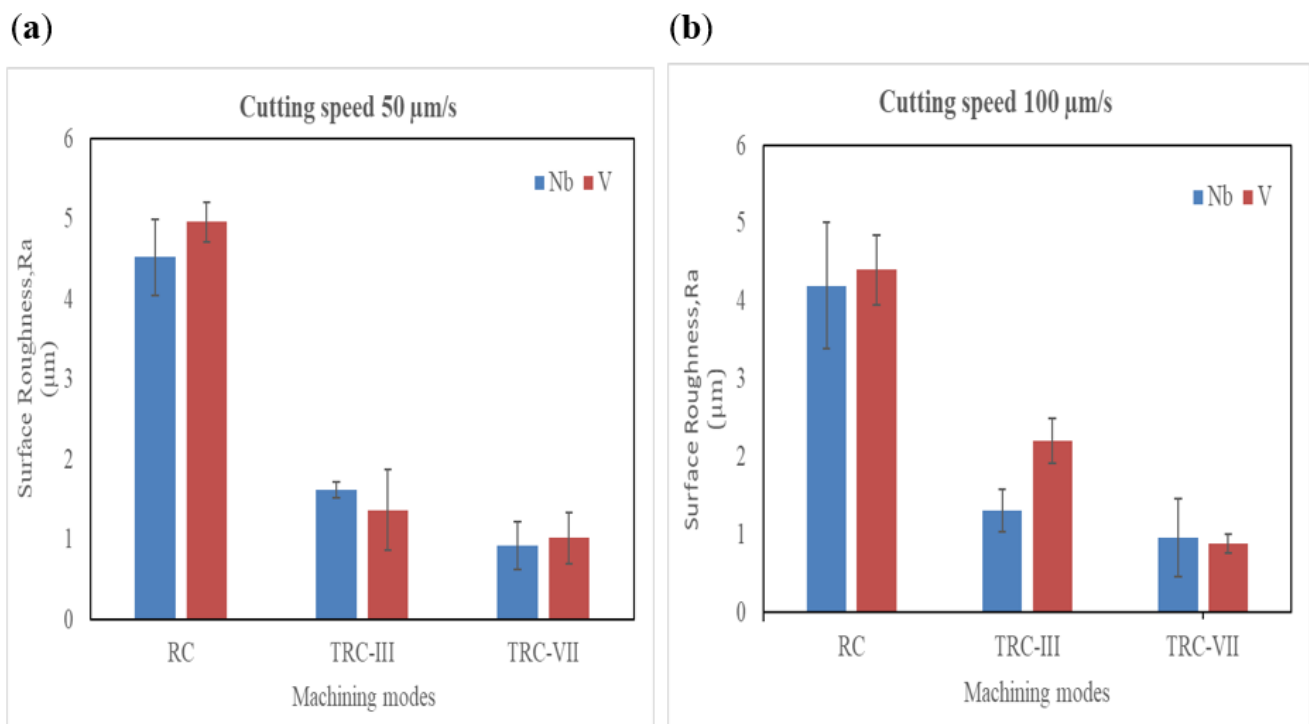 (a)
Cutting speed 50 µm/s
Nb V
6
5
4
3
2
1
0
Surface Roughness,Ra
(µm)
RC TRC-III TRC-VII
Machining modes
(b)
Cutting speed 100 µm/s
Nb V
6
5
4
3
2
1
0
Surface Roughness,Ra
(µm)
RC TRC-III TRC-VII
Machining modes